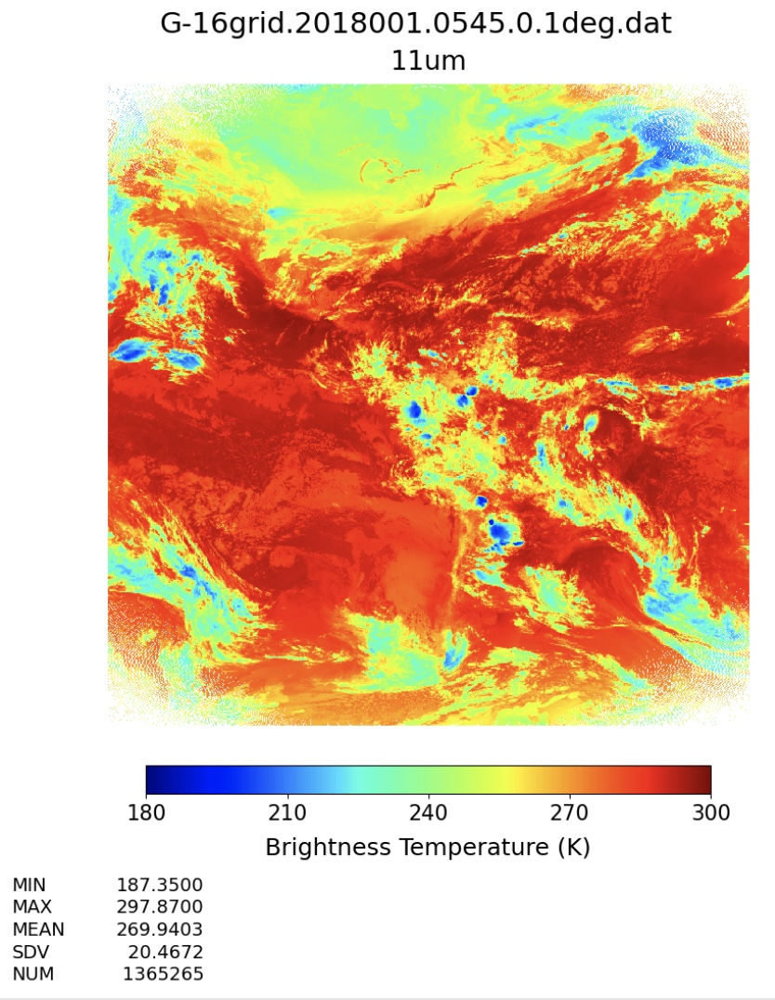 G-16grid.2018001.0545.0.1deg.dat
11um
180 210 240 270 300
Brightness Temperature (K)
MIN 187.3500
MAX 297.8700
MEAN 269.9403
SDV 20.4672
NUM 1365265